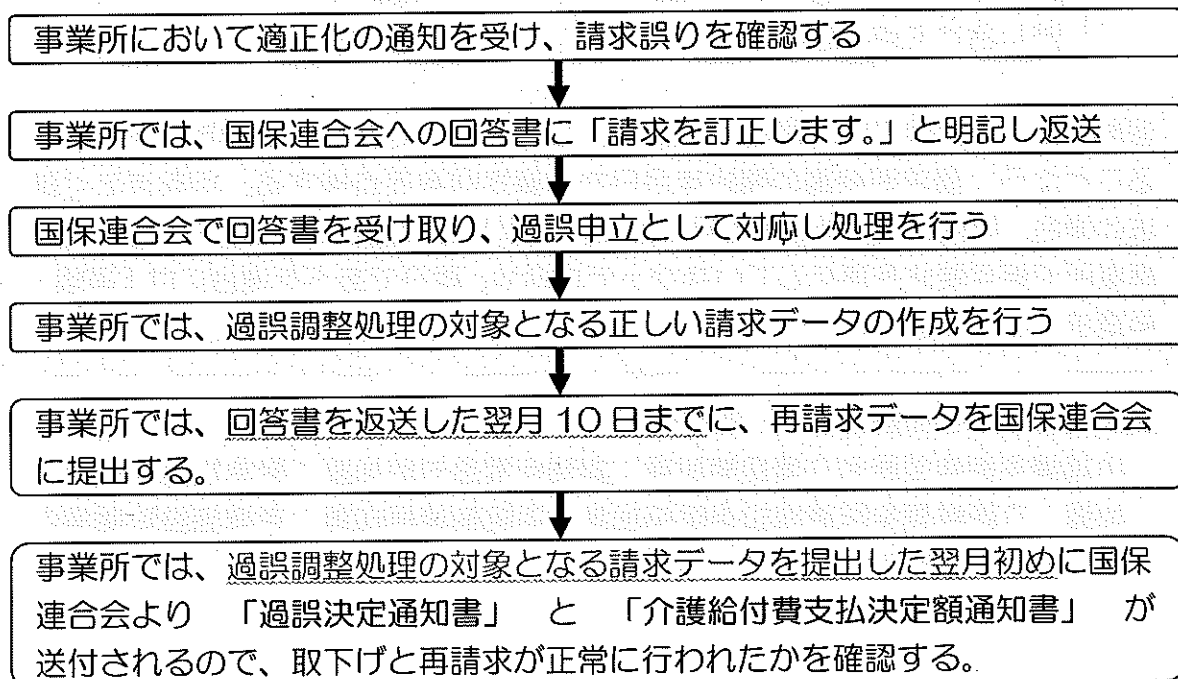 事業所において適正化の通知を受け、請求誤りを確認する
事業所では、国保連合会への回答書に「請求を訂正します。」と明記し返送
国保連合会で回答書を受け取り、過誤申立として対応し処理を行う
事業所では、過誤調整処理の対象となる正しい請求データの作成を行う
事業所では、回答書を返送した翌月10日までに、再請求データを国保連合会
に提出する。
事業所では、過誤調整処理の対象となる請求データを提出した翌月初めに国保
連合会より 「過誤決定通知書」 と 「介護給付費支払決定額通知書」 が
送付されるので、取下げと再請求が正常に行われたかを確認する。